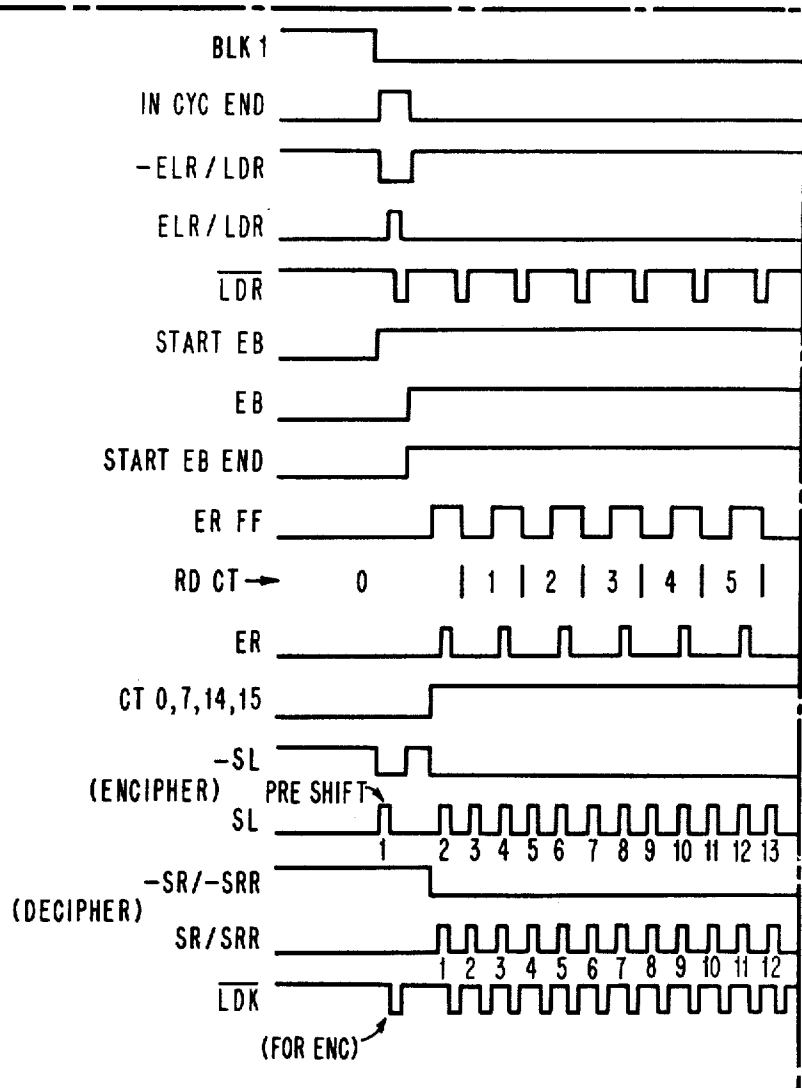 BLK 1
IN CYC END
-ELR/LDR
ELR/LDR
L̅D̅R̅
START EB
EB
START EB END
ER FF
RD CT→ 0 | 1 | 2 | 3 | 4 | 5 |
ER
CT 0,7,14,15
-SL
(ENCIPHER)
PRE SHIFT
SL
1 2 3 4 5 6 7 8 9 10 11 12 13
-SR/-SRR
(DECIPHER)
SR/SRR
1 2 3 4 5 6 7 8 9 10 11 12
L̅D̅K̅
(FOR ENC)